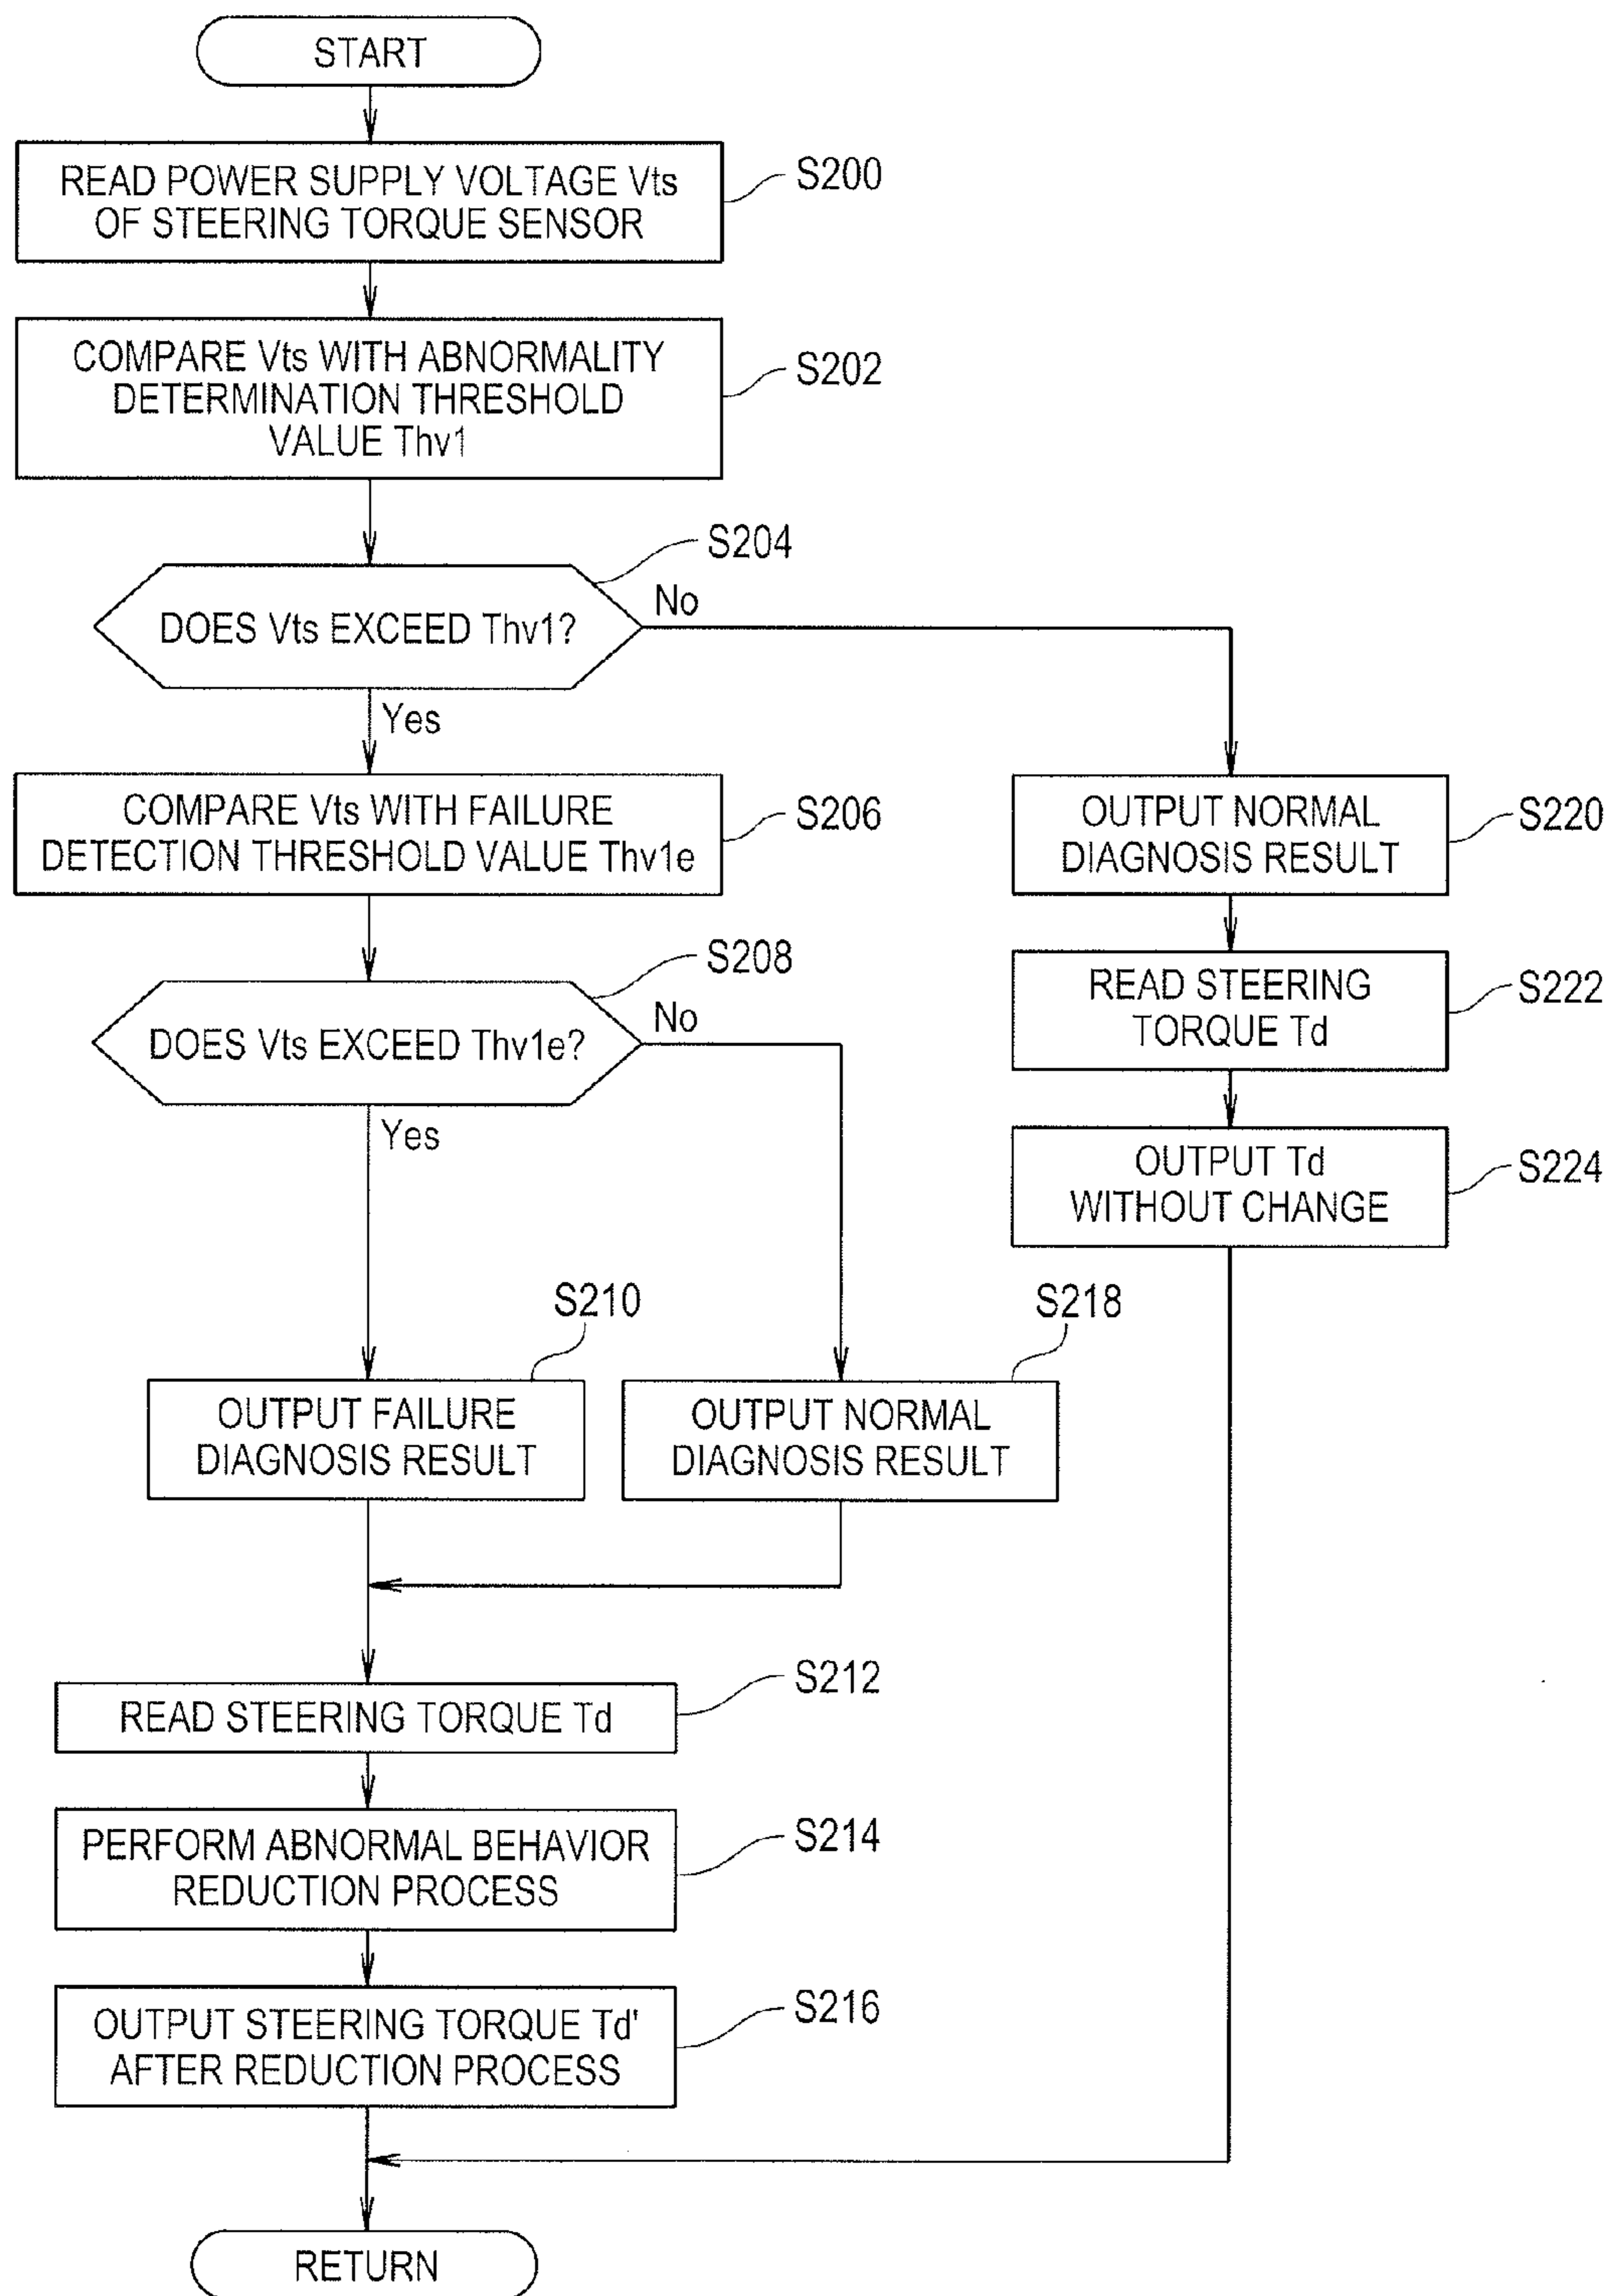 START
READ POWER SUPPLY VOLTAGE Vts
OF STEERING TORQUE SENSOR
S200
COMPARE Vts WITH ABNORMALITY
DETERMINATION THRESHOLD
VALUE Thv1
S202
S204
DOES Vts EXCEED Thv1?
No
Yes
COMPARE Vts WITH FAILURE
DETECTION THRESHOLD VALUE Thv1e
S206
OUTPUT NORMAL
DIAGNOSIS RESULT
S220
S208
DOES Vts EXCEED Thv1e?
No
Yes
READ STEERING
TORQUE Td
S222
OUTPUT Td
WITHOUT CHANGE
S224
S210
OUTPUT FAILURE
DIAGNOSIS RESULT
S218
OUTPUT NORMAL
DIAGNOSIS RESULT
READ STEERING TORQUE Td
S212
PERFORM ABNORMAL BEHAVIOR
REDUCTION PROCESS
S214
OUTPUT STEERING TORQUE Td'
AFTER REDUCTION PROCESS
S216
RETURN